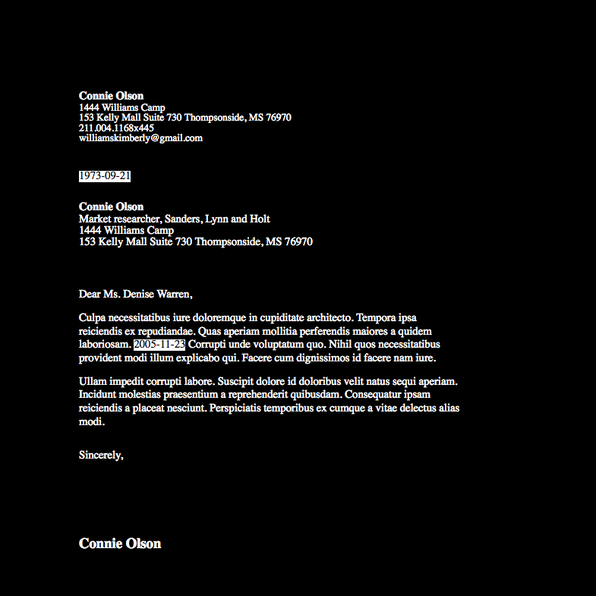 Connie Olson
1444 Williams Camp
153 Kelly Mall Suite 730 Thompsonside, MS 76970
211.004.1168x445
williamskimberly@gmail.com
1973-09-21
Connie Olson
Market researcher, Sanders, Lynn and Holt
1444 Williams Camp
153 Kelly Mall Suite 730 Thompsonside, MS 76970
Dear Ms. Denise Warren,
Culpa necessitatibus iure doloremque in cupiditate architecto. Tempora ipsa
reiciendis ex repudiandae. Quas aperiam mollitia perferendis maiores a quidem
laboriosam. 2005-11-23 Corrupti unde voluptatum quo. Nihil quos necessitatibus
provident modi illum explicabo qui. Facere cum dignissimos id facere nam iure.
Ullam impedit corrupti labore. Suscipit dolore id doloribus velit natus sequi aperiam.
Incidunt molestias praesentium a reprehenderit quibusdam. Consequatur ipsam
reiciendis a placeat nesciunt. Perspiciatis temporibus ex cumque a vitae delectus alias
modi.
Sincerely,
Connie Olson